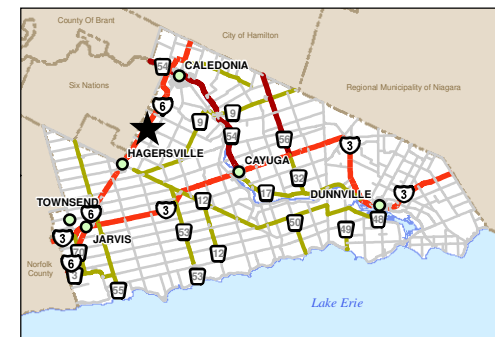 County Of Brant
City of Hamilton
54
CALEDONIA
Six Nations
Regional Municipality of Niagara
6
9
9
54
56
3
HAGERSVILLE
CAYUGA
32
17
DUNNVILLE
3
TOWNSEND
12
6
3
50
48
49
3
JARVIS
53
Norfolk
County
6
3
12
53
55
Lake Erie